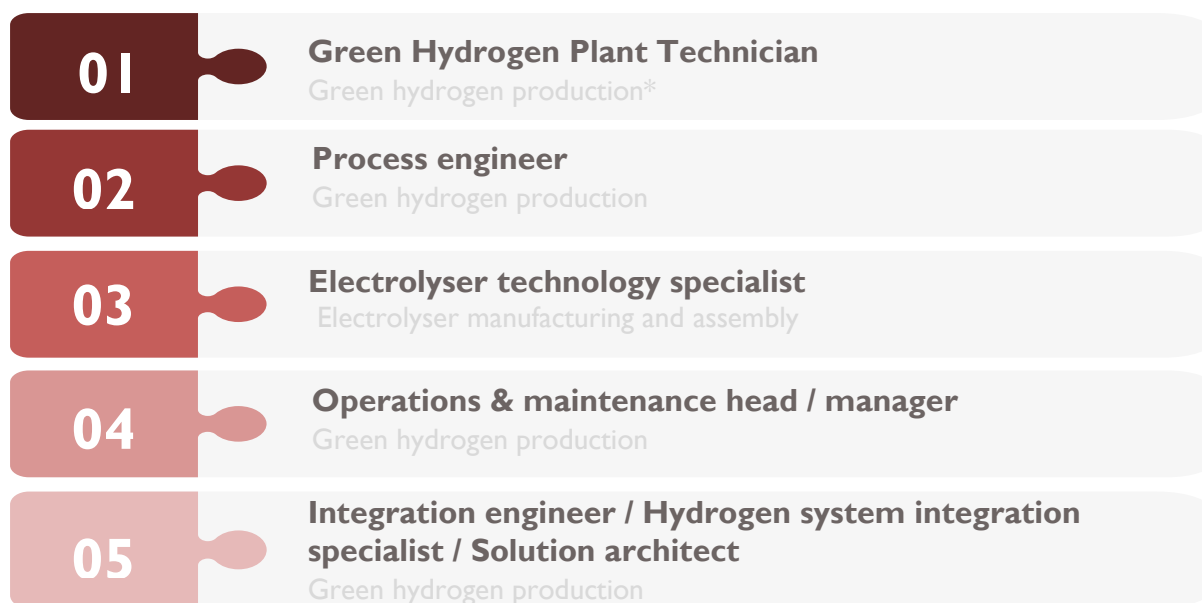 01
Green Hydrogen Plant Technician
Green hydrogen production*
02
Process engineer
Green hydrogen production
03
Electrolyser technology specialist
Electrolyser manufacturing and assembly
04
Operations & maintenance head / manager
Green hydrogen production
05
Integration engineer / Hydrogen system integration
specialist / Solution architect
Green hydrogen production